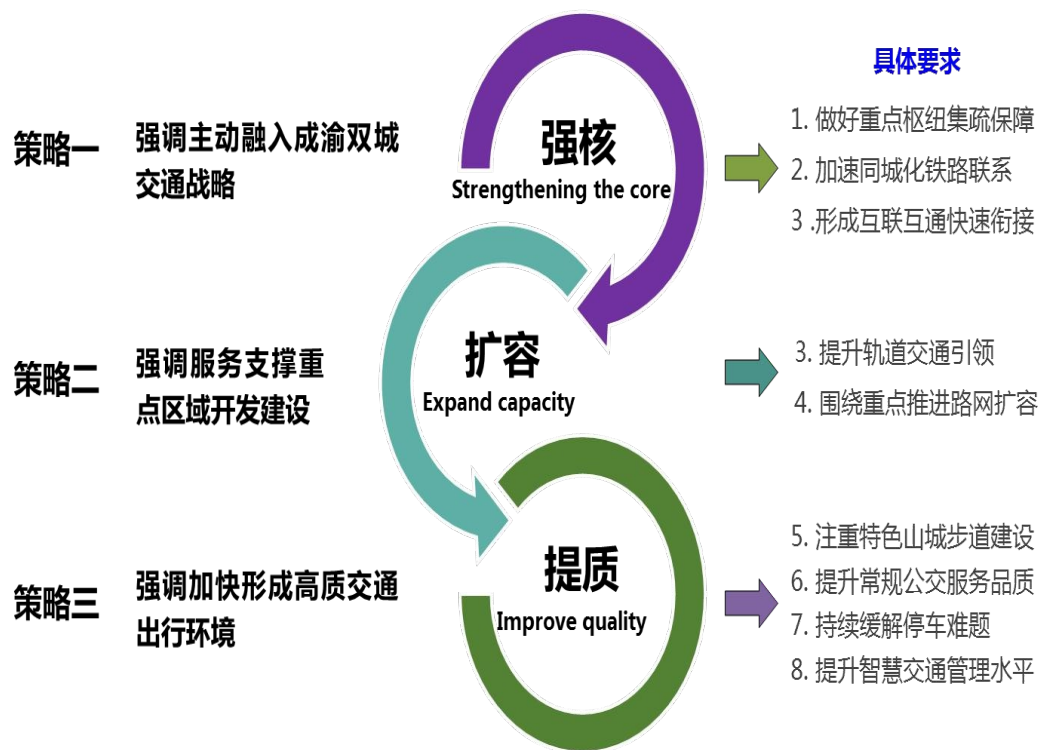 具体要求
策略一
强调主动融入成渝双城
交通战略
强核
Strengthening the core
1. 做好重点枢纽集疏保障
2. 加速同城化铁路联系
3 .形成互联互通快速衔接
策略二
强调服务支撑重
点区域开发建设
扩容
Expand capacity
3. 提升轨道交通引领
4. 围绕重点推进路网扩容
策略三
强调加快形成高质交通
出行环境
提质
Improve quality
5. 注重特色山城步道建设
6. 提升常规公交服务品质
7. 持续缓解停车难题
8. 提升智慧交通管理水平